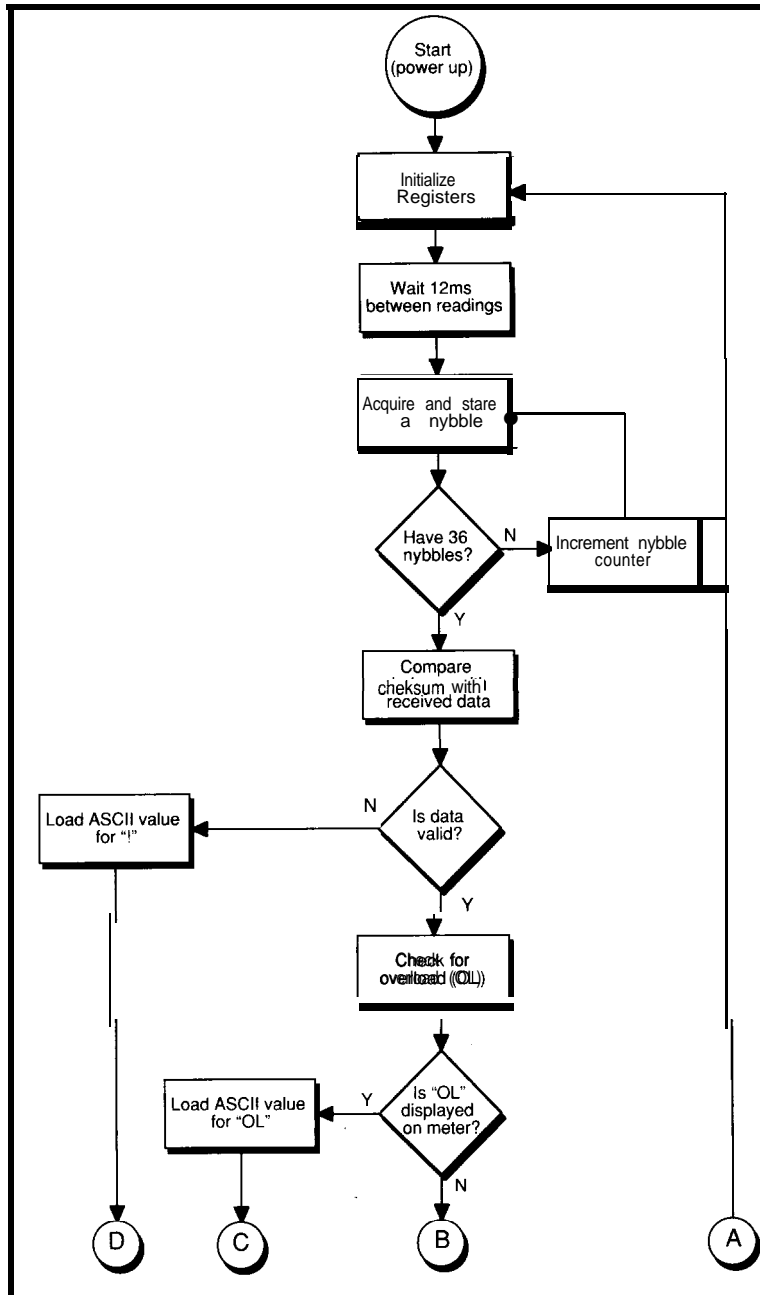 Start
(power up)
Initialize
Registers
Wait 12ms
between readings
Acquire and stare
a nybble
Have 36
nybbles?
N
Increment nybble
counter
Y
Compare
cheksum with
received data
Is data
valid?
N
Load ASCII value
for "!"
Y
Check for
overload (OL)
Is "OL"
displayed
on meter?
Y
Load ASCII value
for "OL"
N
D
C
B
A